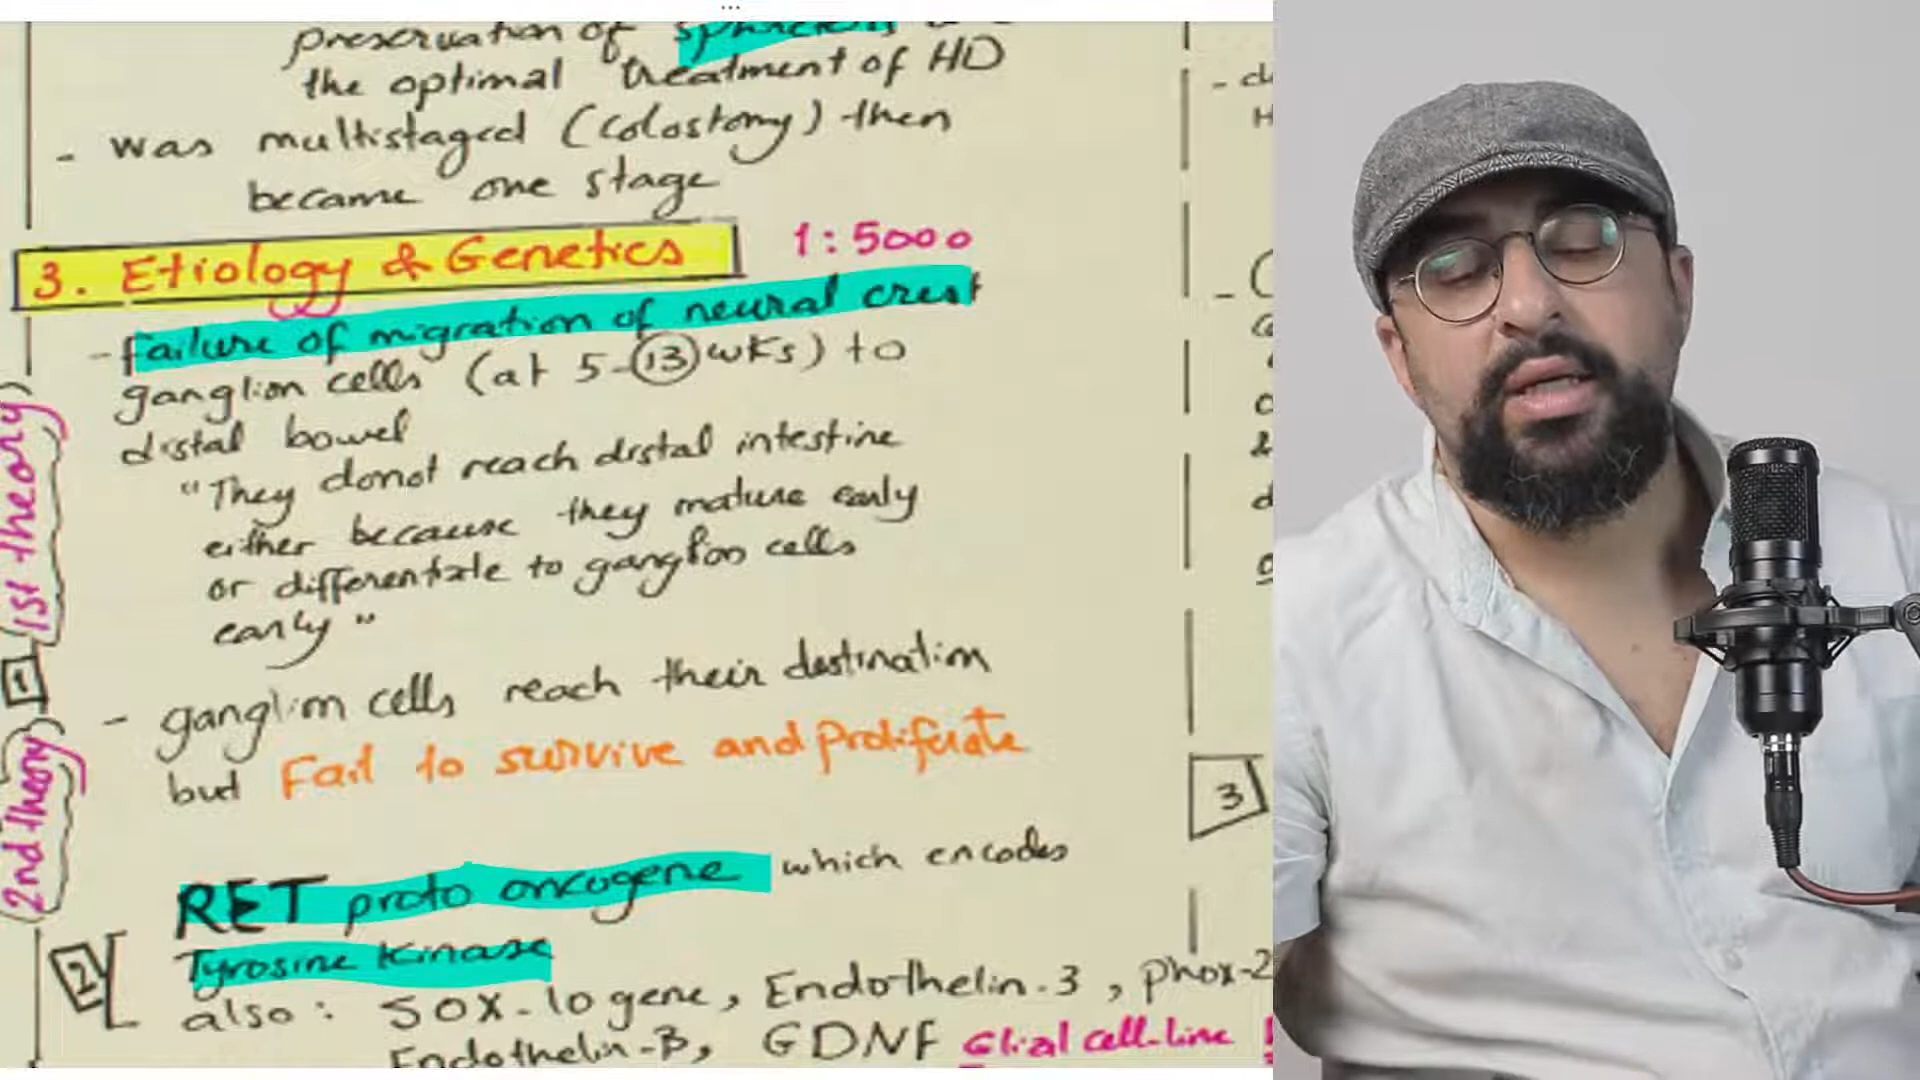 preservation of sphincters
the optimal treatment of HD
- was multistaged (colostomy) then
became one stage
3. Etiology & Genetics 1:5000
- failure of migration of neural crest
ganglion cells (at 5-13 wks) to
distal bowel
"They donot reach distal intestine
either because they mature early
or differentiate to ganglion cells
early"
- ganglion cells reach their destination
but Fail to survive and proliferate
RET proto oncogene which encodes
Tyrosine Kinase
also: SOX-10 gene, Endothelin-3, phox-2
Endothelin-B, GDNF Glial cell-line
1st theory
1
2nd theory
2
3